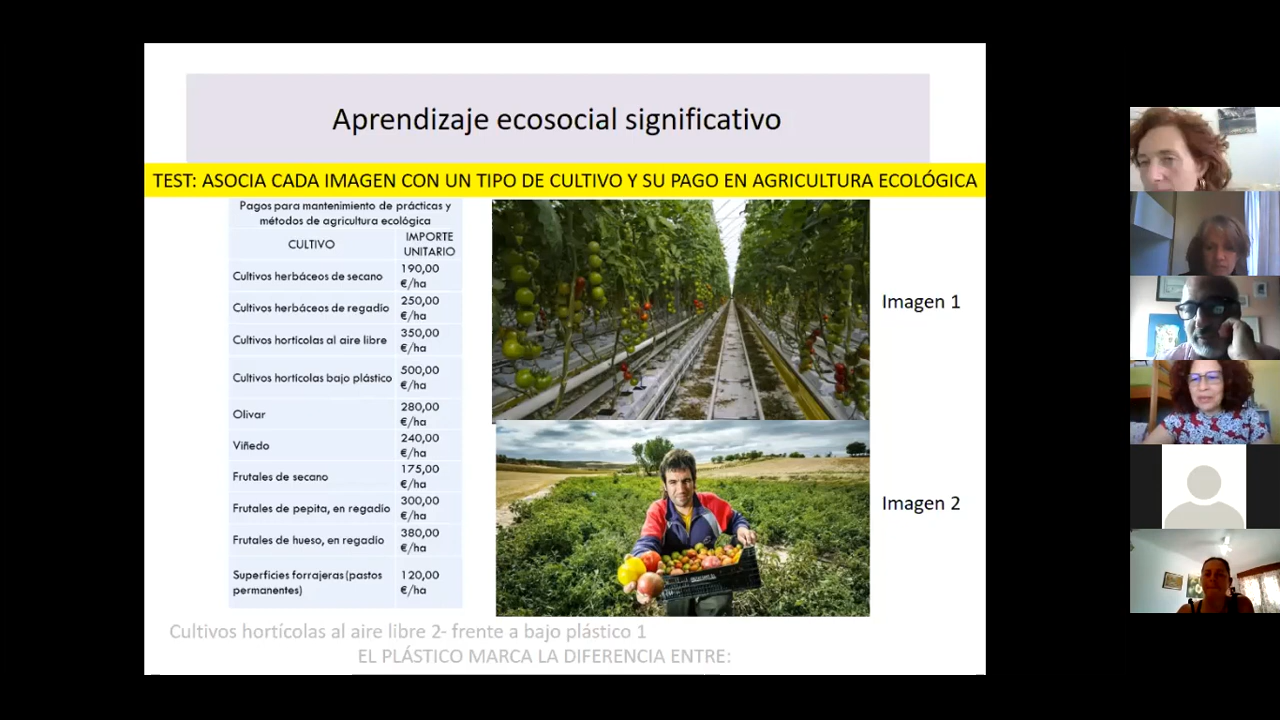 Aprendizaje ecosocial significativo
TEST: ASOCIA CADA IMAGEN CON UN TIPO DE CULTIVO Y SU PAGO EN AGRICULTURA ECOLÓGICA
Pagos para mantenimiento de prácticas y
métodos de agricultura ecológica
CULTIVO
IMPORTE
UNITARIO
Cultivos herbáceos de secano
190,00
€/ha
Cultivos herbáceos de regadío
250,00
€/ha
Cultivos hortícolas al aire libre
350,00
€/ha
Cultivos hortícolas bajo plástico
500,00
€/ha
Olivar
280,00
€/ha
Viñedo
240,00
€/ha
Frutales de secano
175,00
€/ha
Frutales de pepita, en regadío
300,00
€/ha
Frutales de hueso, en regadío
380,00
€/ha
Superficies forrajeras (pastos
permanentes)
120,00
€/ha
Imagen 1
Imagen 2
Cultivos hortícolas al aire libre 2- frente a bajo plástico 1
EL PLÁSTICO MARCA LA DIFERENCIA ENTRE: